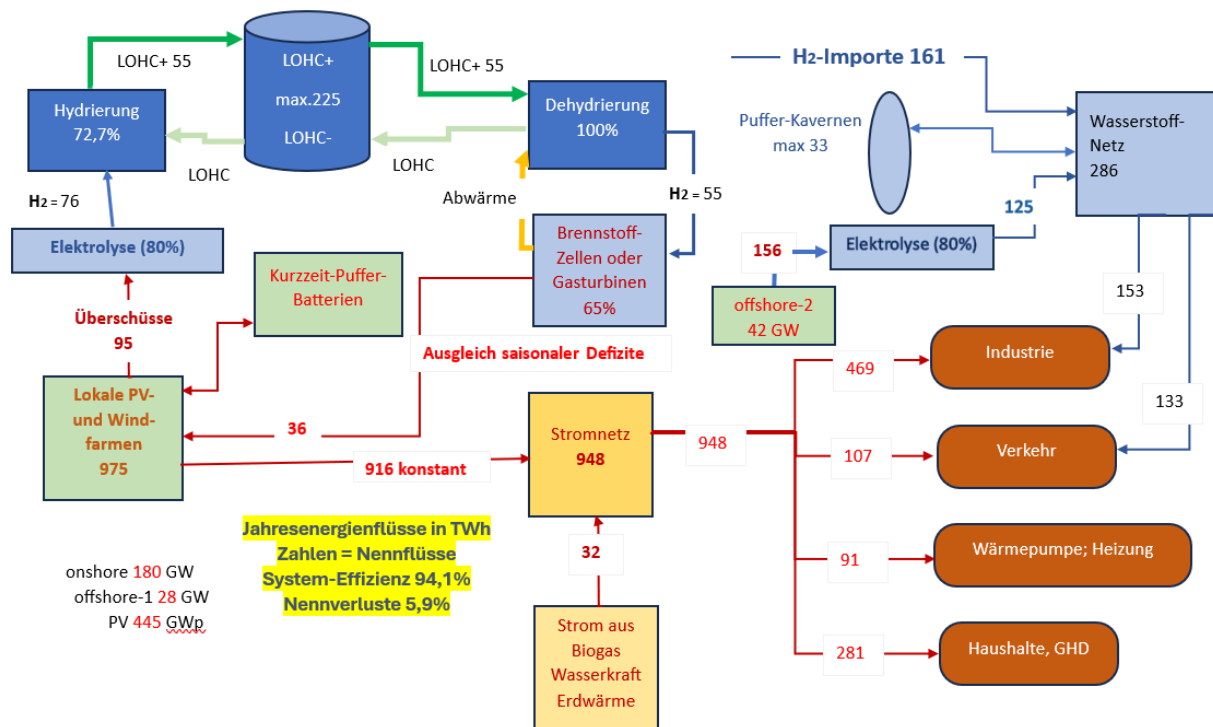 LOHC+ 55
LOHC+
max.225
LOHC-
LOHC+ 55
H2-Importe 161
Hydrierung
72,7%
Dehydrierung
100%
Puffer-Kavernen
max 33
Wasserstoff-
Netz
286
LOHC
LOHC
H2 = 76
Abwärme
H2 = 55
125
Elektrolyse (80%)
Brennstoff-
Zellen oder
Gasturbinen
65%
156
Elektrolyse (80%)
Kurzzeit-Puffer-
Batterien
offshore-2
42 GW
153
Überschüsse
95
Ausgleich saisonaler Defizite
469
Industrie
Lokale PV-
und Wind-
farmen
975
36
133
Stromnetz
948
948
916 konstant
107
Verkehr
Jahresenergienflüsse in TWh
Zahlen = Nennflüsse
System-Effizienz 94,1%
Nennverluste 5,9%
32
91
Wärmepumpe; Heizung
onshore 180 GW
offshore-1 28 GW
PV 445 GWp
Strom aus
Biogas
Wasserkraft
Erdwärme
281
Haushalte, GHD